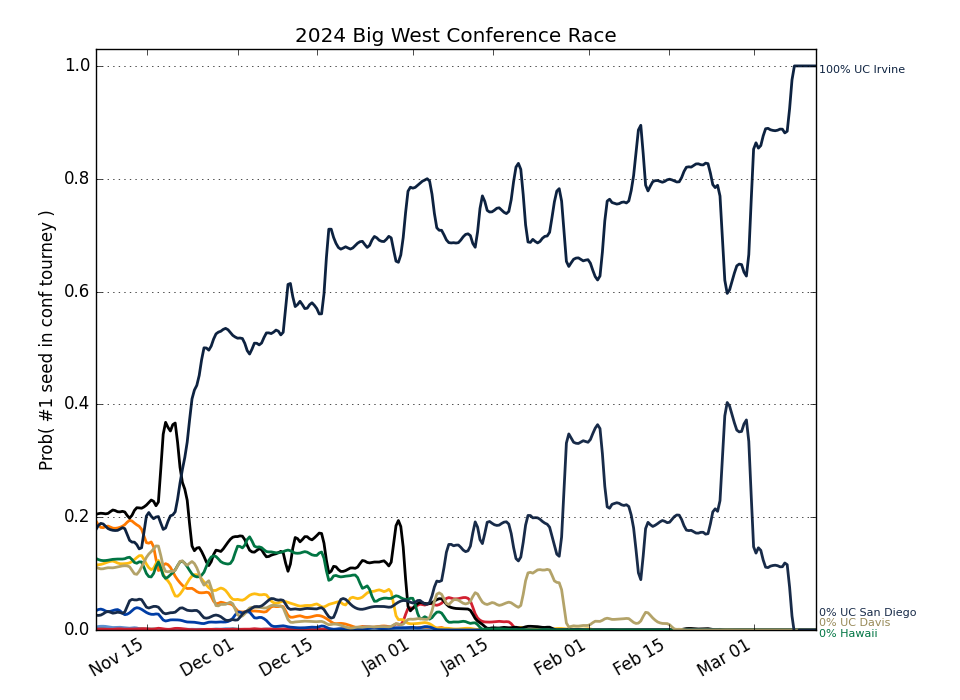 2024 Big West Conference Race
Prob( #1 seed in conf tourney )
1.0
0.8
0.6
0.4
0.2
0.0
Nov 15
Dec 01
Dec 15
Jan 01
Jan 15
Feb 01
Feb 15
Mar 01
100% UC Irvine
0% UC San Diego
0% UC Davis
0% Hawaii